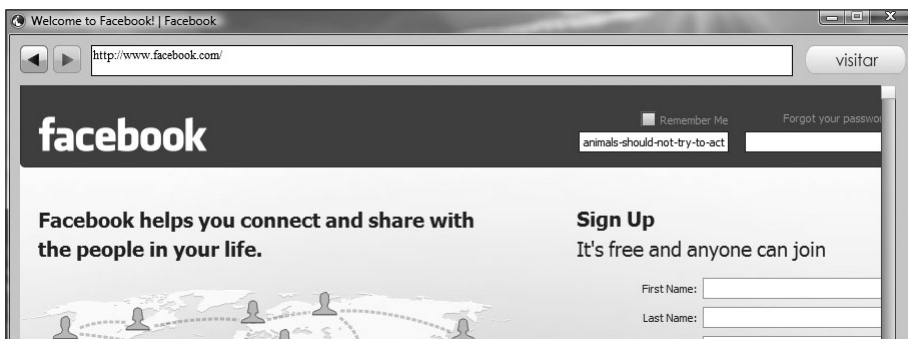 Welcome to Facebook! | Facebook
http://www.facebook.com/
visitar
facebook
Remember Me
Forgot your passwor
animals-should-not-try-to-act
Facebook helps you connect and share with
the people in your life.
Sign Up
It's free and anyone can join
First Name:
Last Name: